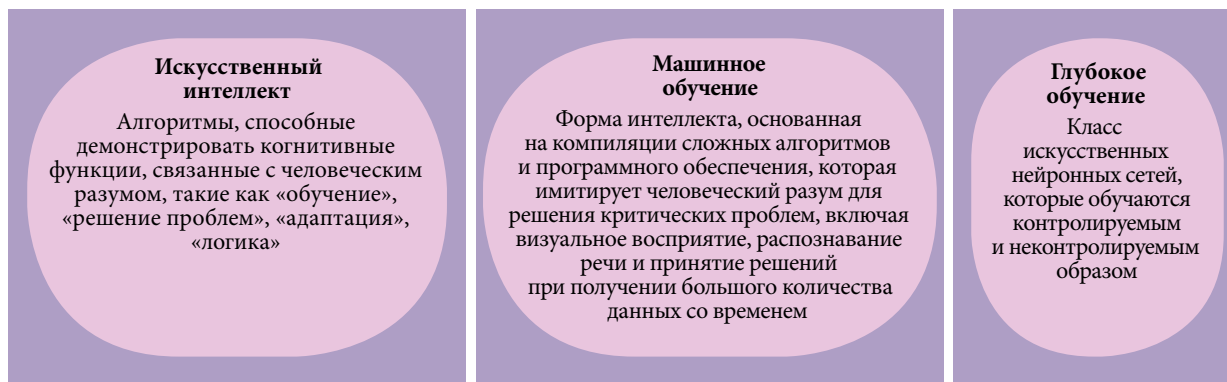 Искусственный
интеллект
Алгоритмы, способные
демонстрировать когнитивные
функции, связанные с человеческим
разумом, такие как «обучение»,
«решение проблем», «адаптация»,
«логика»
Машинное
обучение
Форма интеллекта, основанная
на компиляции сложных алгоритмов
и программного обеспечения, которая
имитирует человеческий разум для
решения критических проблем, включая
визуальное восприятие, распознавание
речи и принятие решений
при получении большого количества
данных со временем
Глубокое
обучение
Класс
искусственных
нейронных сетей,
которые обучаются
контролируемым
и неконтролируемым
образом